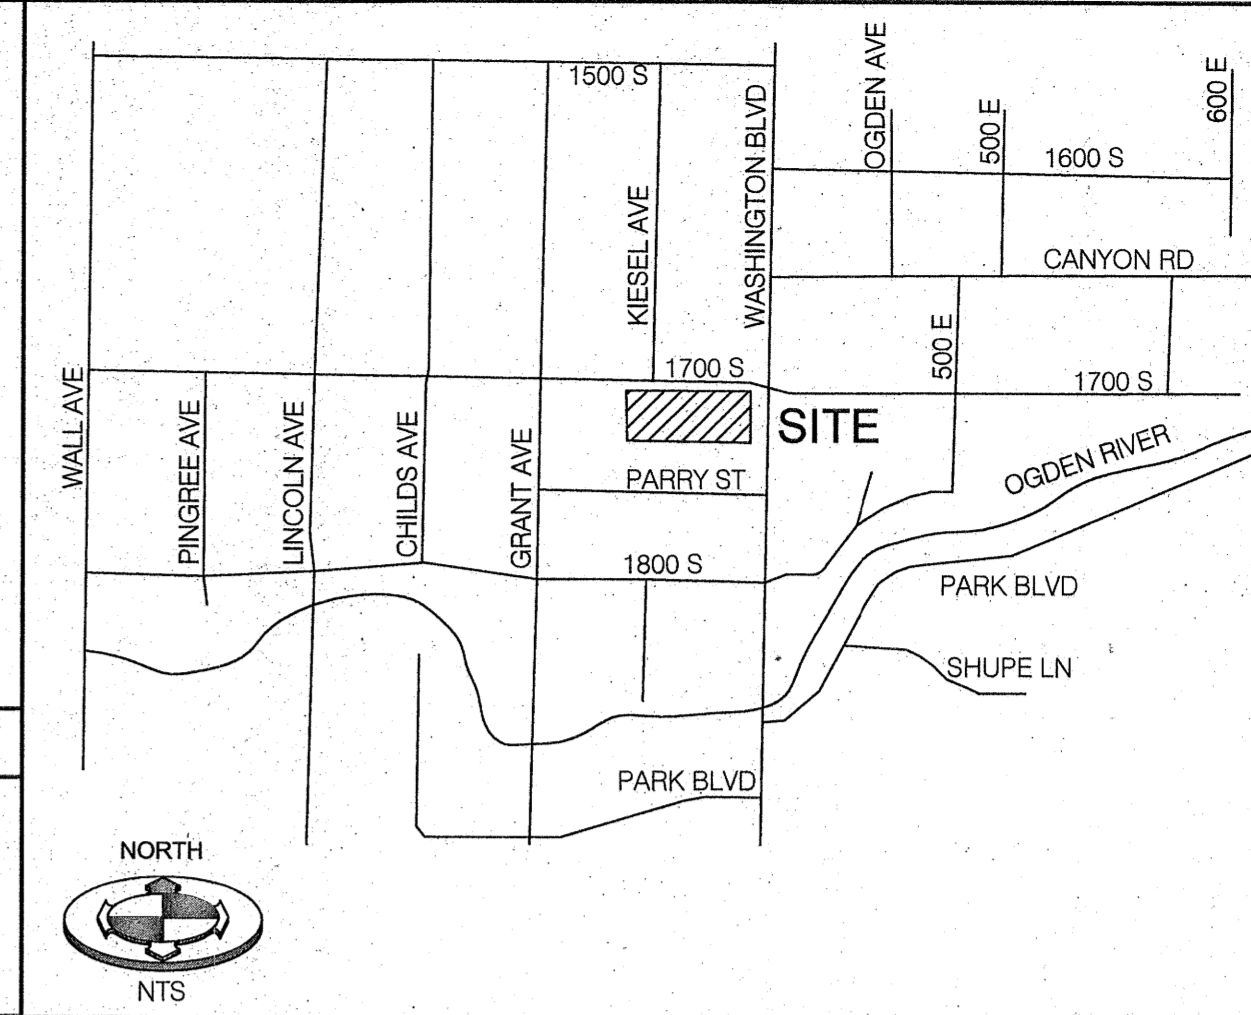 OGDEN AVE
600 E
1500 S
WASHINGTON BLVD
500 E
1600 S
KIESEL AVE
CANYON RD
500 E
1700 S
1700 S
WALL AVE
PINGREE AVE
LINCOLN AVE
CHILDS AVE
GRANT AVE
SITE
OGDEN RIVER
PARRY ST
1800 S
PARK BLVD
SHUPE LN
PARK BLVD
NORTH
NTS